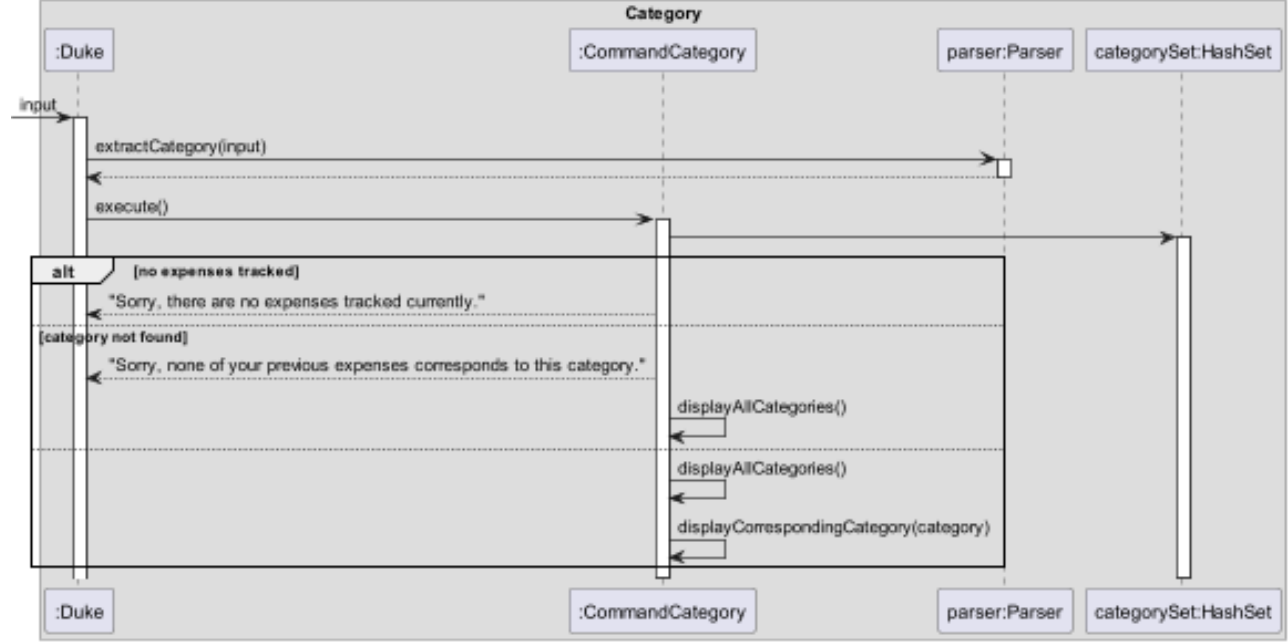 Category
:Duke
:CommandCategory
parser:Parser
categorySet:HashSet
input
extractCategory(input)
execute()
alt
[no expenses tracked]
"Sorry, there are no expenses tracked currently."
[category not found]
"Sorry, none of your previous expenses corresponds to this category."
displayAllCategories()
displayAllCategories()
displayCorrespondingCategory(category)
:Duke
:CommandCategory
parser:Parser
categorySet:HashSet